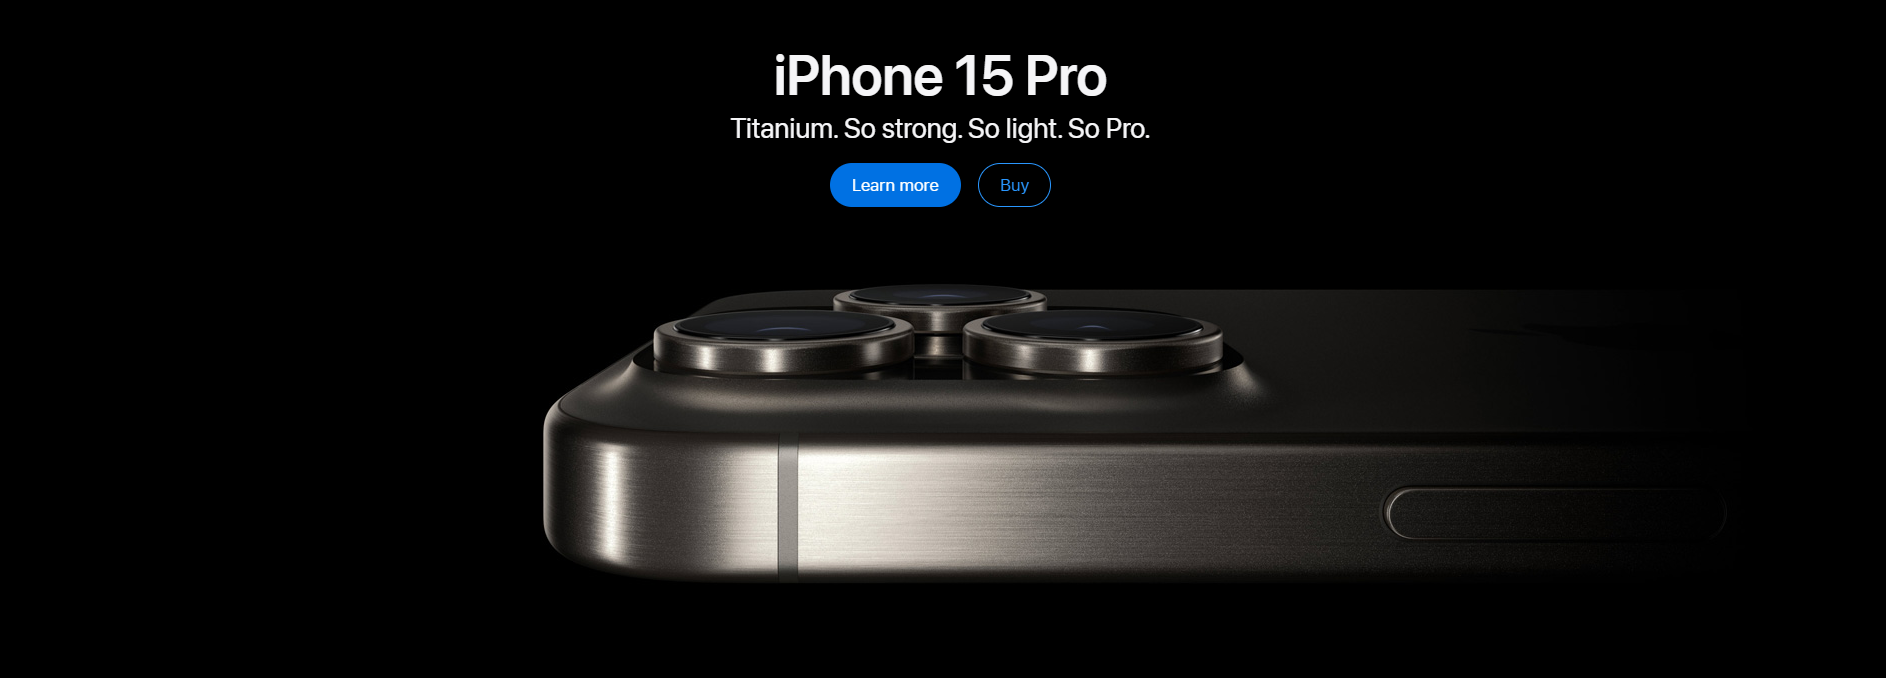 iPhone 15 Pro
Titanium. So strong. So light. So Pro.
Learn more
Buy